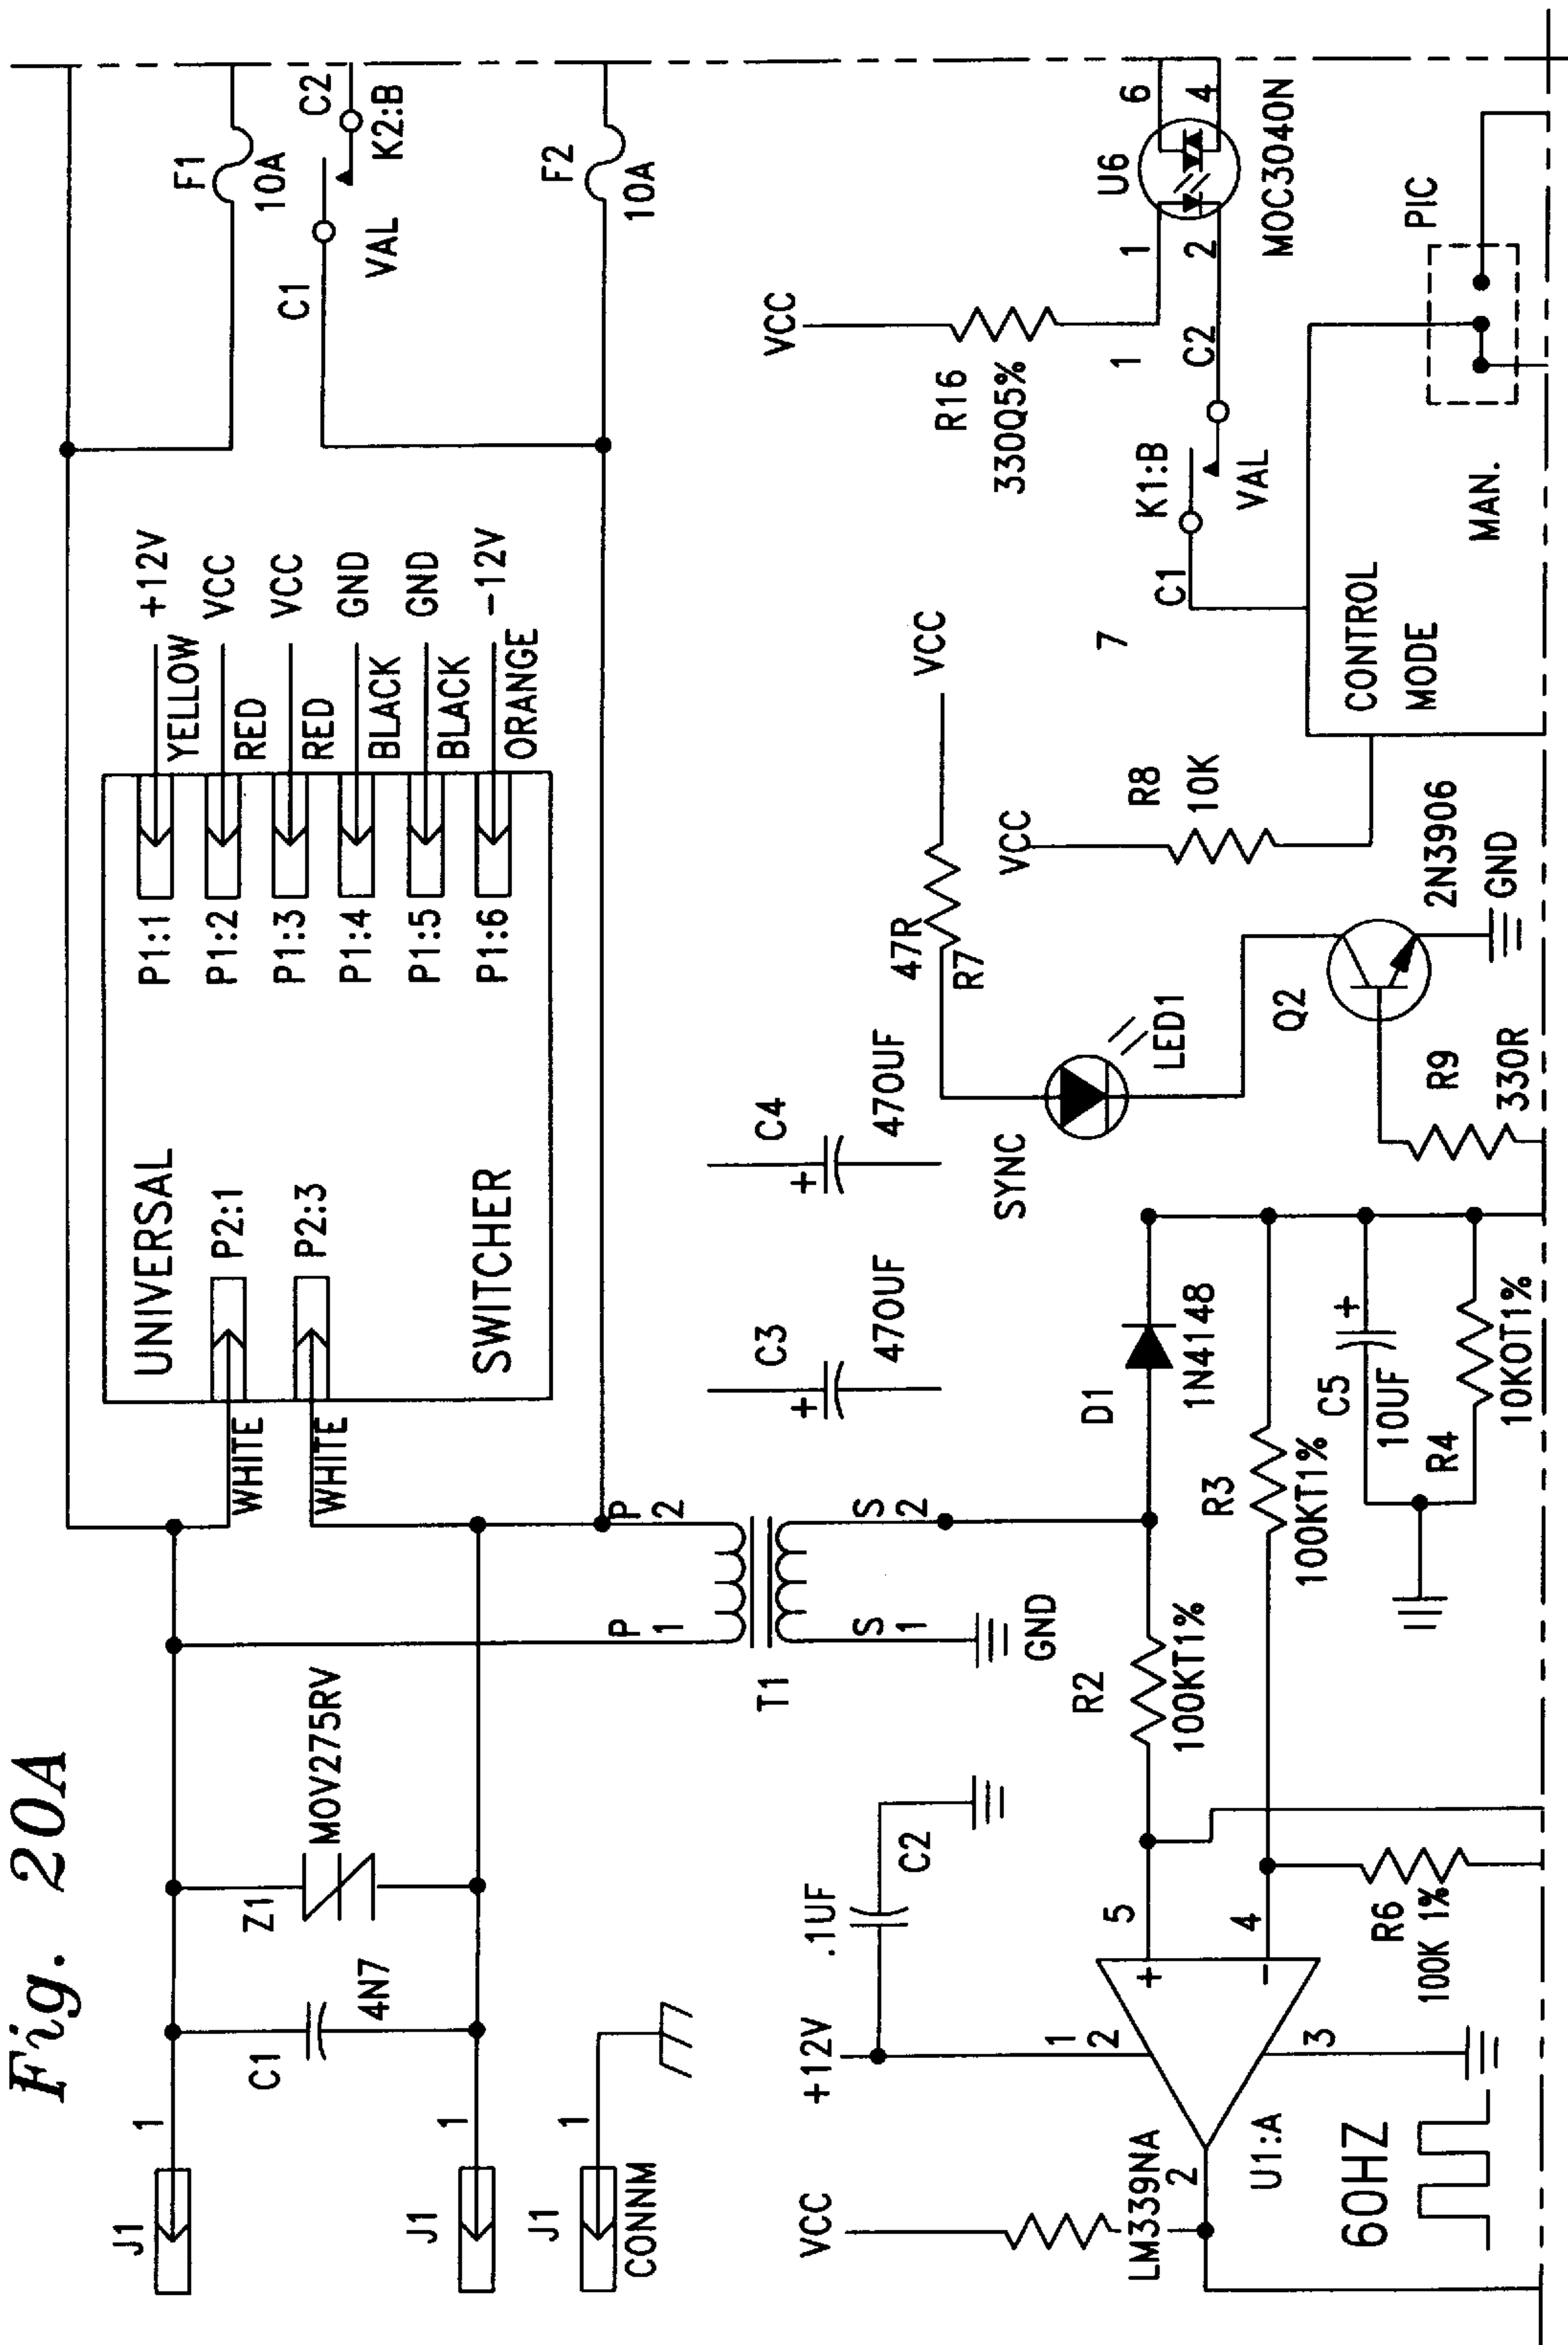 Fig. 20A
J1
1
C1
4N7
Z1
MOV275RV
J1
1
J1
1
CONNM
WHITE
WHITE
UNIVERSAL
P2:1
P2:3
SWITCHER
P1:1
P1:2
P1:3
P1:4
P1:5
P1:6
YELLOW
+12V
RED
VCC
RED
VCC
BLACK
GND
BLACK
GND
ORANGE
-12V
F1
10A
C1
VAL
C2
K2:B
F2
10A
P
1
P
2
T1
S
1
S
2
GND
C3
+
470UF
C4
+
470UF
47R
R7
VCC
SYNC
LED1
VCC
R8
10K
7
VCC
R16
330Q5%
1
1
2
U6
6
4
MOC3040N
C1
K1:B
VAL
C2
CONTROL
MODE
MAN.
PIC
Q2
2N3906
GND
R9
330R
VCC
+12V
.1UF
C2
1
2
LM339NA
2
U1:A
+
-
5
4
3
60HZ
R2
100KT1%
D1
1N4148
R3
100KT1%
C5
+
10UF
R4
10K0T1%
R6
100K 1%